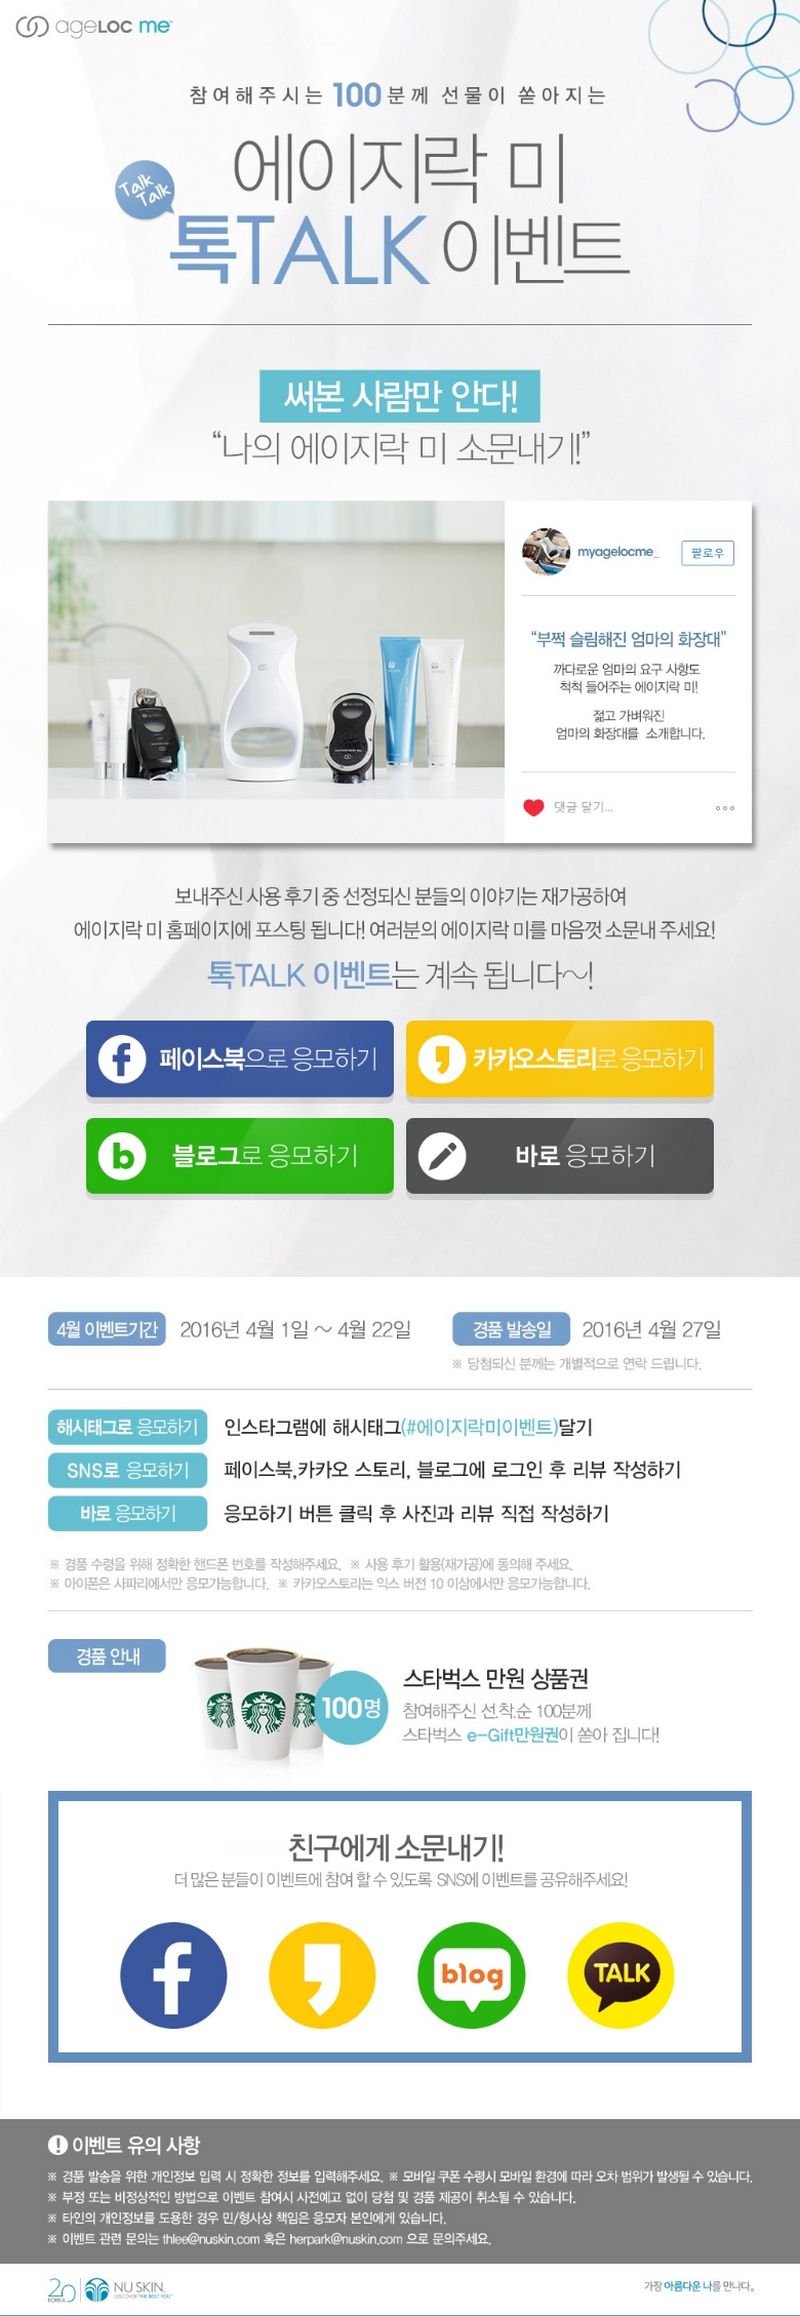 ageLOC me™
참여해주시는 100분께 선물이 쏟아지는
Talk Talk
에이지락 미
톡TALK 이벤트
써본 사람만 안다!
“나의 에이지락 미 소문내기!”
myagelocme_
팔로우
“부쩍 슬림해진 엄마의 화장대”
까다로운 엄마의 요구 사항도
척척 들어주는 에이지락 미!
젊고 가벼워진
엄마의 화장대를 소개합니다.
댓글 달기...
보내주신 사용 후기 중 선정되신 분들의 이야기는 재가공하여
에이지락 미 홈페이지에 포스팅 됩니다! 여러분의 에이지락 미를 마음껏 소문내 주세요!
톡TALK 이벤트는 계속 됩니다~!
f 페이스북으로 응모하기
카카오스토리로 응모하기
b 블로그로 응모하기
바로 응모하기
4월 이벤트기간 2016년 4월 1일 ~ 4월 22일
경품 발송일 2016년 4월 27일
※ 당첨되신 분께는 개별적으로 연락 드립니다.
해시태그로 응모하기 인스타그램에 해시태그(#에이지락미이벤트)달기
SNS로 응모하기 페이스북,카카오 스토리, 블로그에 로그인 후 리뷰 작성하기
바로 응모하기 응모하기 버튼 클릭 후 사진과 리뷰 직접 작성하기
※ 경품 수령을 위해 정확한 핸드폰 번호를 작성해주세요. ※ 사용 후기 활용(재가공)에 동의해 주세요.
※ 아이폰은 사파리에서만 응모가능합니다. ※ 카카오스토리는 익스 버전 10 이상에서만 응모가능합니다.
경품 안내
100명
스타벅스 만원 상품권
참여해주신 선.착.순 100분께
스타벅스 e-Gift만원권이 쏟아 집니다!
친구에게 소문내기!
더 많은 분들이 이벤트에 참여 할 수 있도록 SNS에 이벤트를 공유해주세요!
f
blog
TALK
이벤트 유의 사항
※ 경품 발송을 위한 개인정보 입력 시 정확한 정보를 입력해주세요. ※ 모바일 쿠폰 수령시 모바일 환경에 따라 오차 범위가 발생될 수 있습니다.
※ 부정 또는 비정상적인 방법으로 이벤트 참여시 사전예고 없이 당첨 및 경품 제공이 취소될 수 있습니다.
※ 타인의 개인정보를 도용한 경우 민/형사상 책임은 응모자 본인에게 있습니다.
※ 이벤트 관련 문의는 thlee@nuskin.com 혹은 herpark@nuskin.com 으로 문의주세요.
20 KOREA
NU SKIN.
DISCOVER THE BEST YOU™
가장 아름다운 나를 만나다.